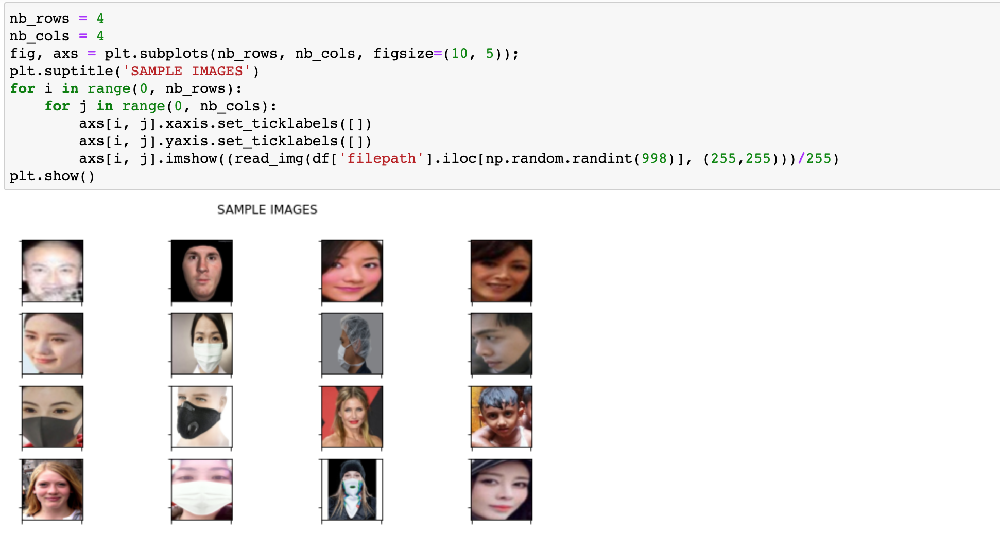 nb_rows = 4
nb_cols = 4
fig, axs = plt.subplots(nb_rows, nb_cols, figsize=(10, 5));
plt.suptitle('SAMPLE IMAGES')
for i in range(0, nb_rows):
    for j in range(0, nb_cols):
        axs[i, j].xaxis.set_ticklabels([])
        axs[i, j].yaxis.set_ticklabels([])
        axs[i, j].imshow((read_img(df['filepath'].iloc[np.random.randint(998)], (255,255)))/255)
plt.show()
SAMPLE IMAGES